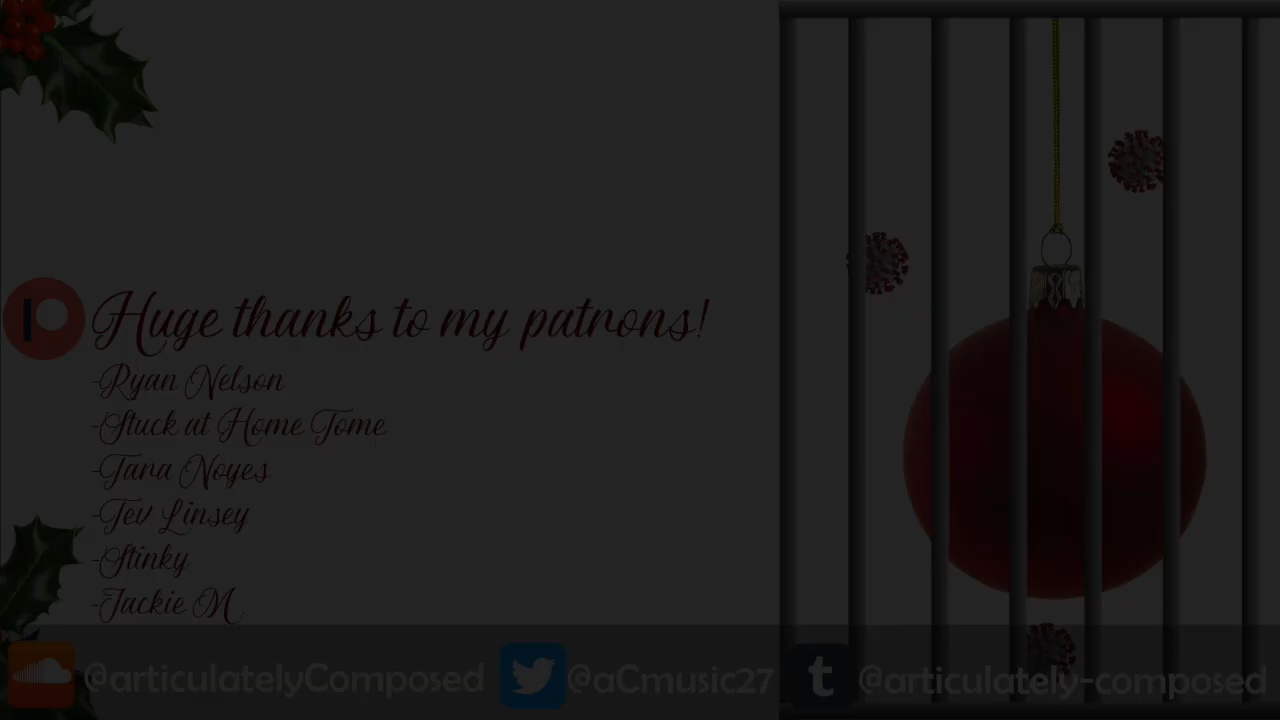 Huge thanks to my patrons!
-Ryan Nelson
-Stuck at Home Tome
-Tara Noyes
-Tev Linsey
-Stinky
-Jackie M.
@articulatelyComposed @aCmusic27 @articulately-composed